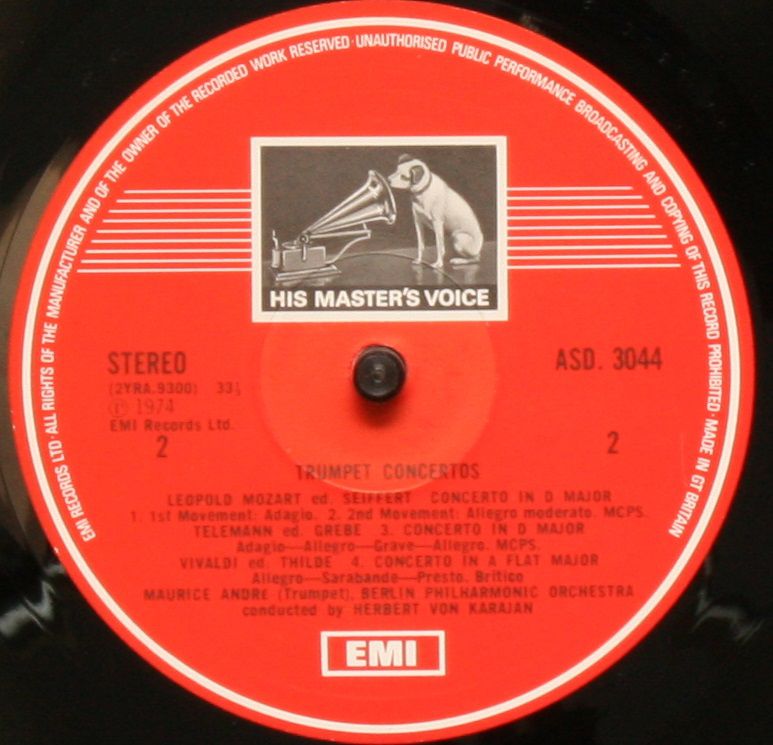 EMI RECORDS LTD · ALL RIGHTS OF THE MANUFACTURER AND OF THE OWNER OF THE RECORDED WORK RESERVED · UNAUTHORISED PUBLIC PERFORMANCE BROADCASTING AND COPYING OF THIS RECORD PROHIBITED · MADE IN GT BRITAIN
HIS MASTER'S VOICE
STEREO
ASD. 3044
(2YRA.9300) 33⅓
Ⓟ 1974
EMI Records Ltd.
2
2
TRUMPET CONCERTOS
LEOPOLD MOZART ed. SEIFFERT CONCERTO IN D MAJOR
1. 1st Movement: Adagio. 2. 2nd Movement: Allegro moderato. MCPS.
TELEMANN ed. GREBE 3. CONCERTO IN D MAJOR
Adagio—Allegro—Grave—Allegro. MCPS.
VIVALDI ed. THILDE 4. CONCERTO IN A FLAT MAJOR
Allegro—Sarabande—Presto. Britico
MAURICE ANDRE (Trumpet), BERLIN PHILHARMONIC ORCHESTRA
conducted by HERBERT VON KARAJAN
EMI